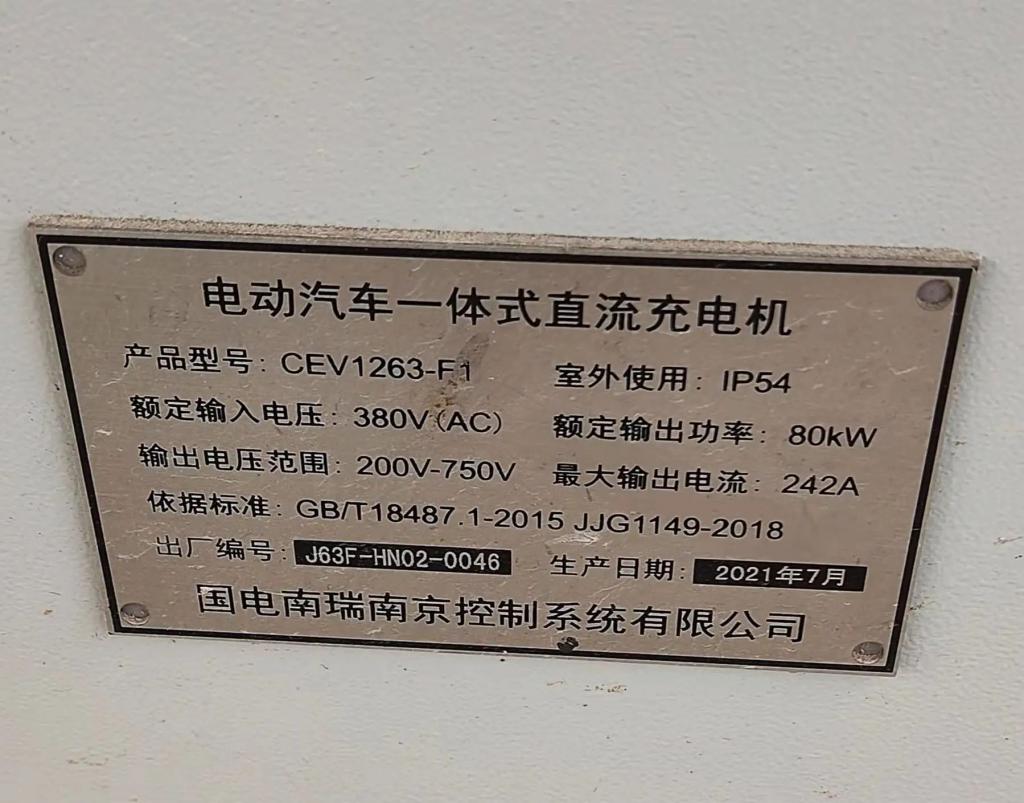 电动汽车一体式直流充电机
产品型号: CEV1263-F1 室外使用: IP54
额定输入电压: 380V(AC) 额定输出功率: 80kW
输出电压范围: 200V-750V 最大输出电流: 242A
依据标准: GB/T18487.1-2015 JJG1149-2018
出厂编号: J63F-HN02-0046 生产日期: 2021年7月
国电南瑞南京控制系统有限公司